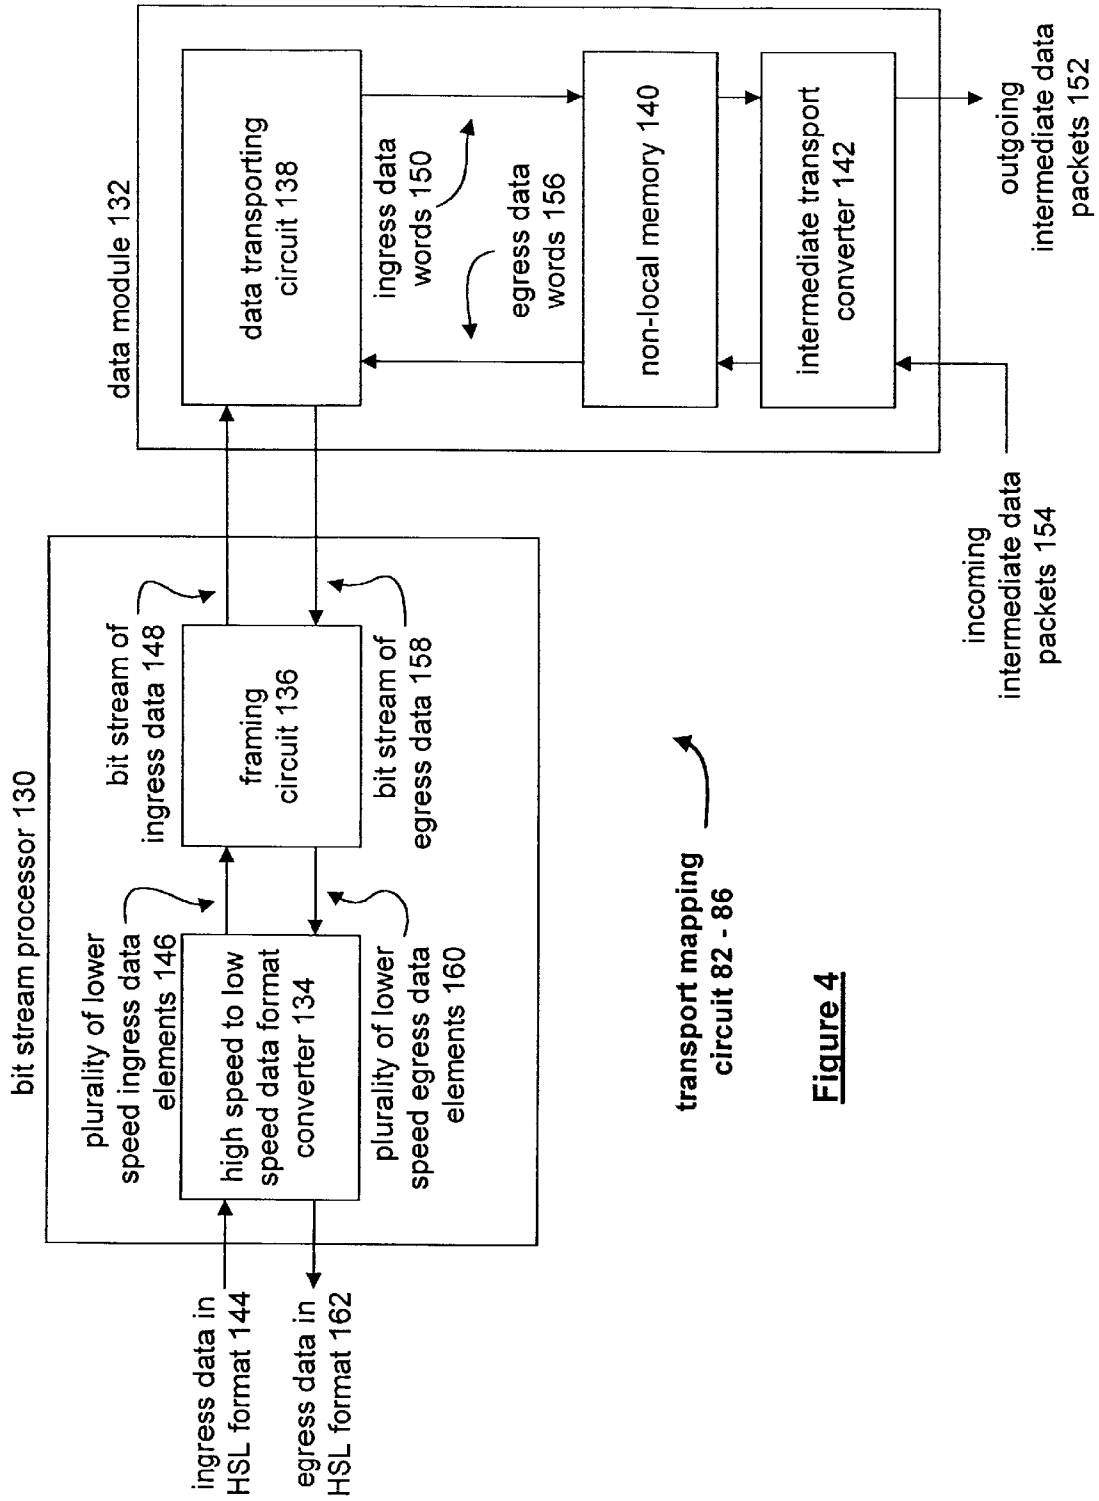 bit stream processor 130
data module 132
plurality of lower
speed ingress data
elements 146
bit stream of
ingress data 148
ingress data in
HSL format 144
egress data in
HSL format 162
high speed to low
speed data format
converter 134
framing
circuit 136
data transporting
circuit 138
plurality of lower
speed egress data
elements 160
bit stream of
egress data 158
ingress data
words 150
egress data
words 156
non-local memory 140
intermediate transport
converter 142
transport mapping
circuit 82 - 86
incoming
intermediate data
packets 154
outgoing
intermediate data
packets 152
Figure 4